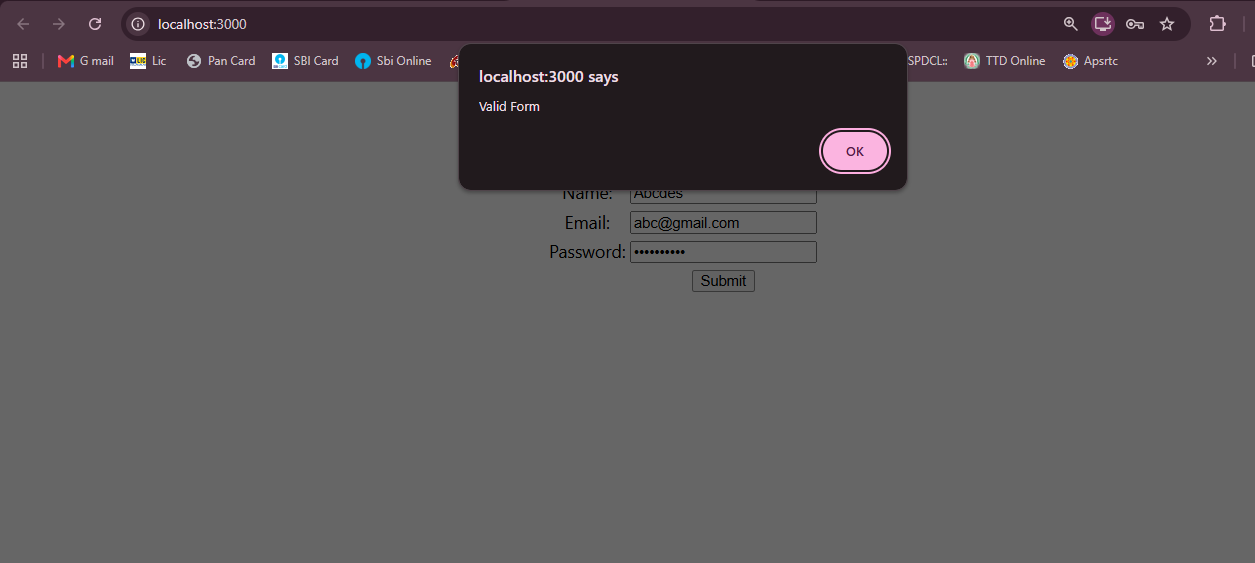 localhost:3000
G mail Lic Pan Card SBI Card Sbi Online SPDCL:: TTD Online Apsrtc
localhost:3000 says
Valid Form
OK
Name: Abcdes
Email: abc@gmail.com
Password: ••••••••••
Submit